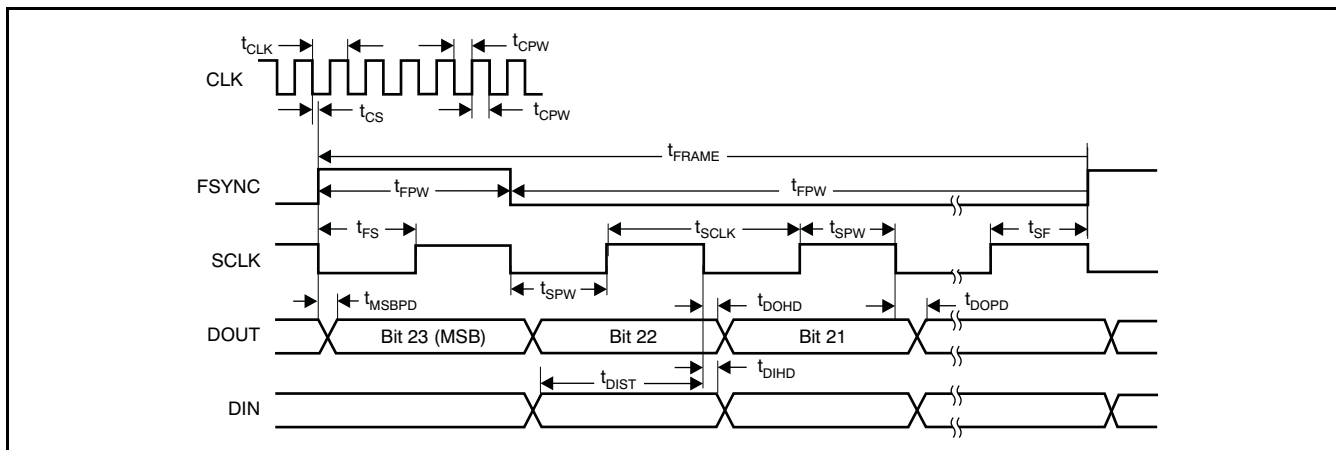 tCLK
tCPW
CLK
tCS
tCPW
tFRAME
FSYNC
tFPW
tFPW
tFS
tSCLK
tSPW
tSF
SCLK
tSPW
tMSBPD
tDOHD
tDOPD
DOUT
Bit 23 (MSB)
Bit 22
Bit 21
tDIST
tDIHD
DIN